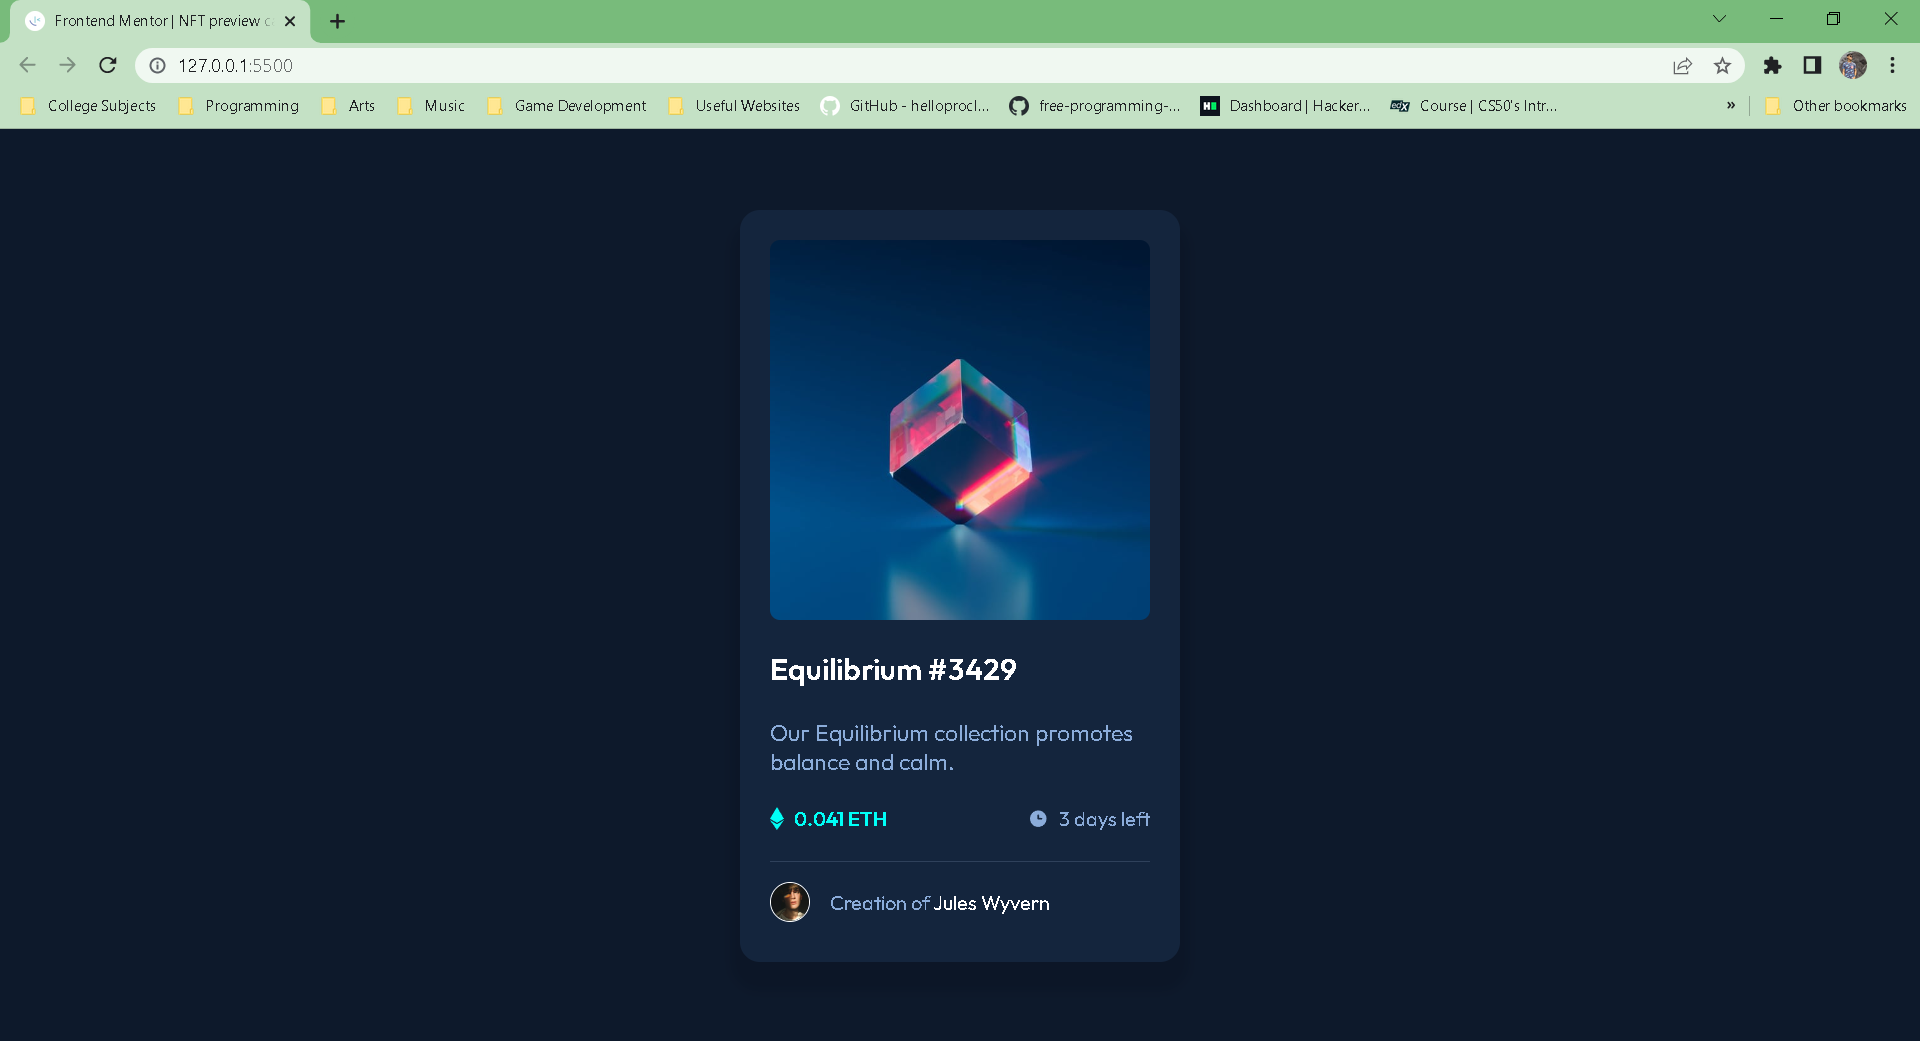 Frontend Mentor | NFT preview c
127.0.0.1:5500
College Subjects
Programming
Arts
Music
Game Development
Useful Websites
GitHub - helloprocl...
free-programming-...
H
Dashboard | Hacker...
edX
Course | CS50's Intr...
»
Other bookmarks
Equilibrium #3429
Our Equilibrium collection promotes
balance and calm.
0.041 ETH
3 days left
Creation of Jules Wyvern